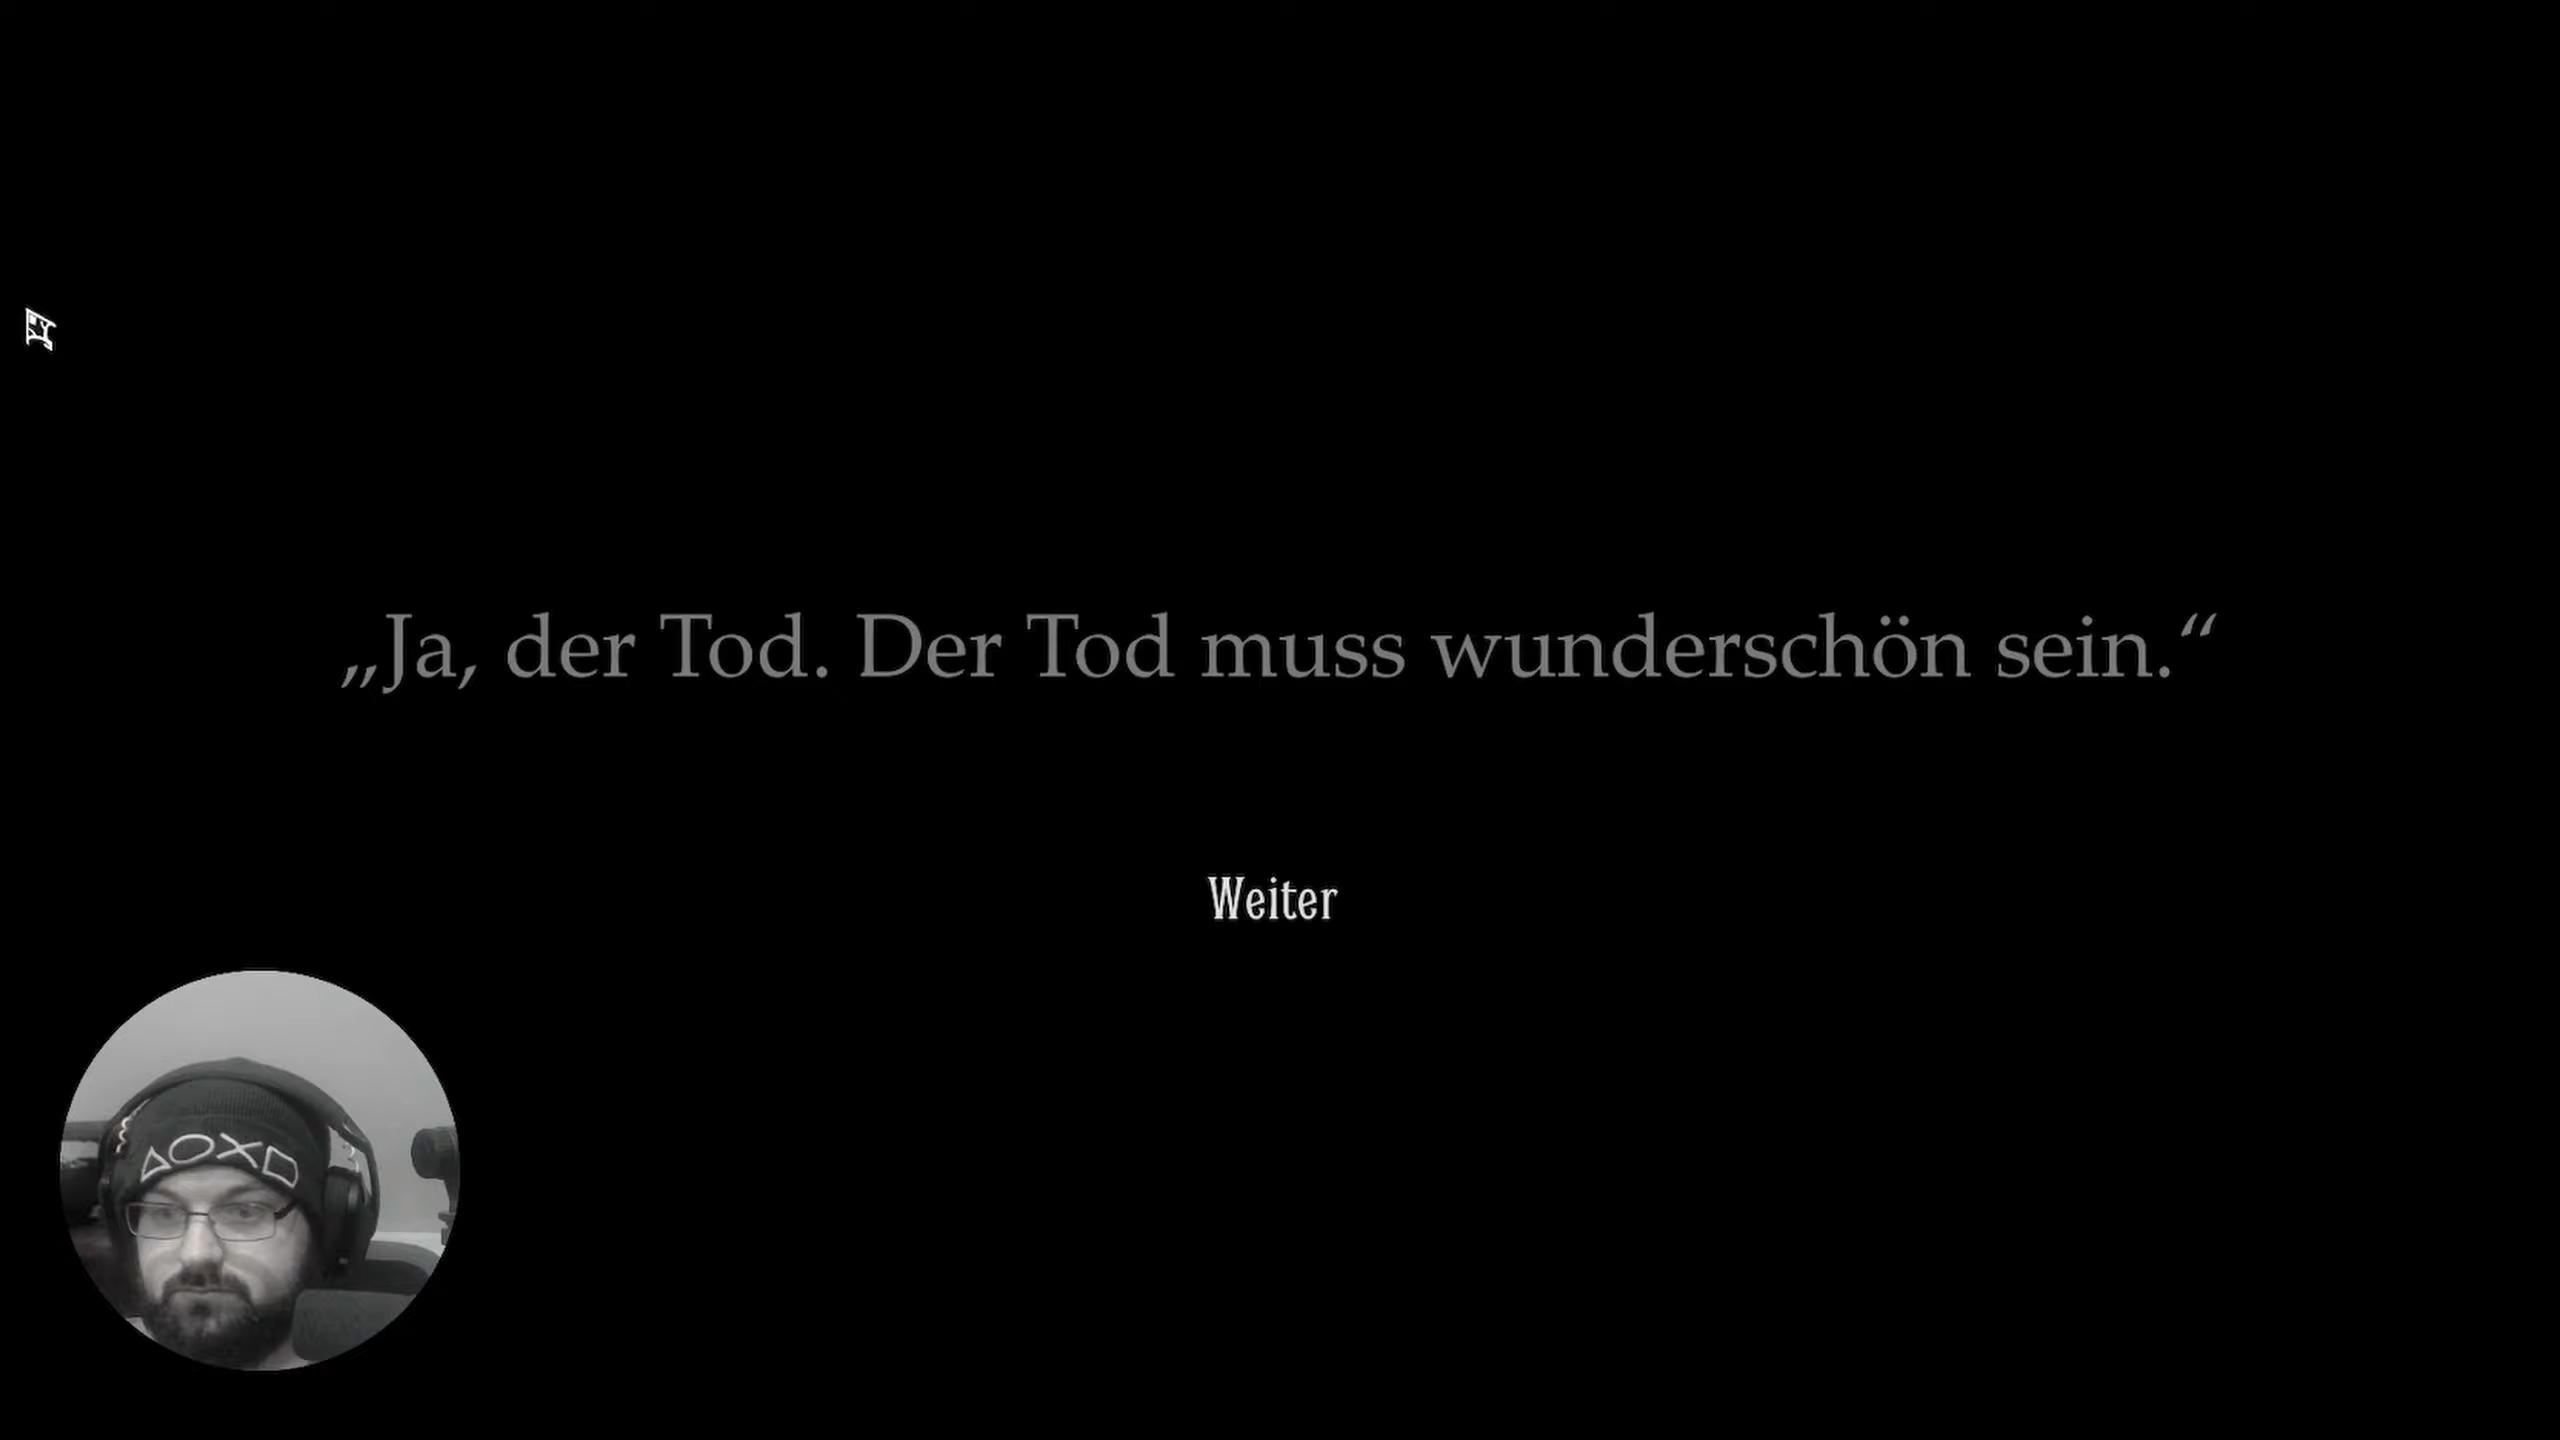 „Ja, der Tod. Der Tod muss wunderschön sein.“
Weiter